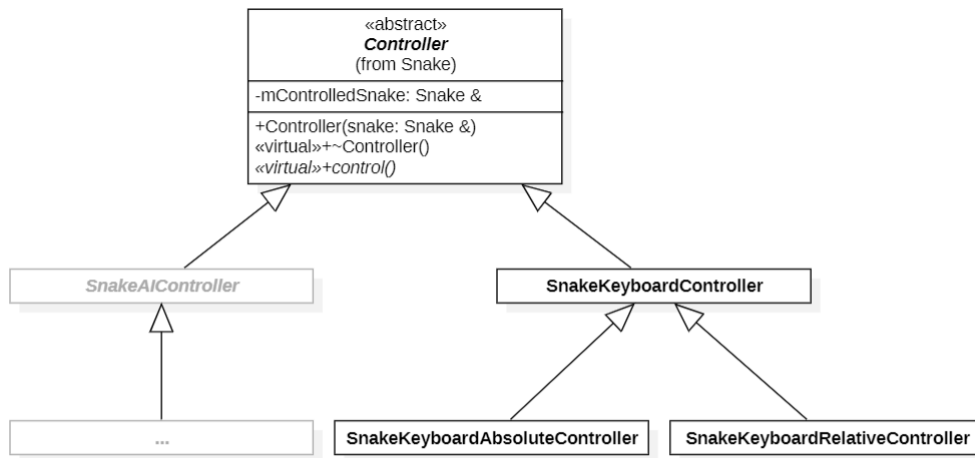 «abstract»
Controller
(from Snake)
-mControlledSnake: Snake &
+Controller(snake: Snake &)
«virtual»+~Controller()
«virtual»+control()
SnakeAIController
SnakeKeyboardController
...
SnakeKeyboardAbsoluteController
SnakeKeyboardRelativeController